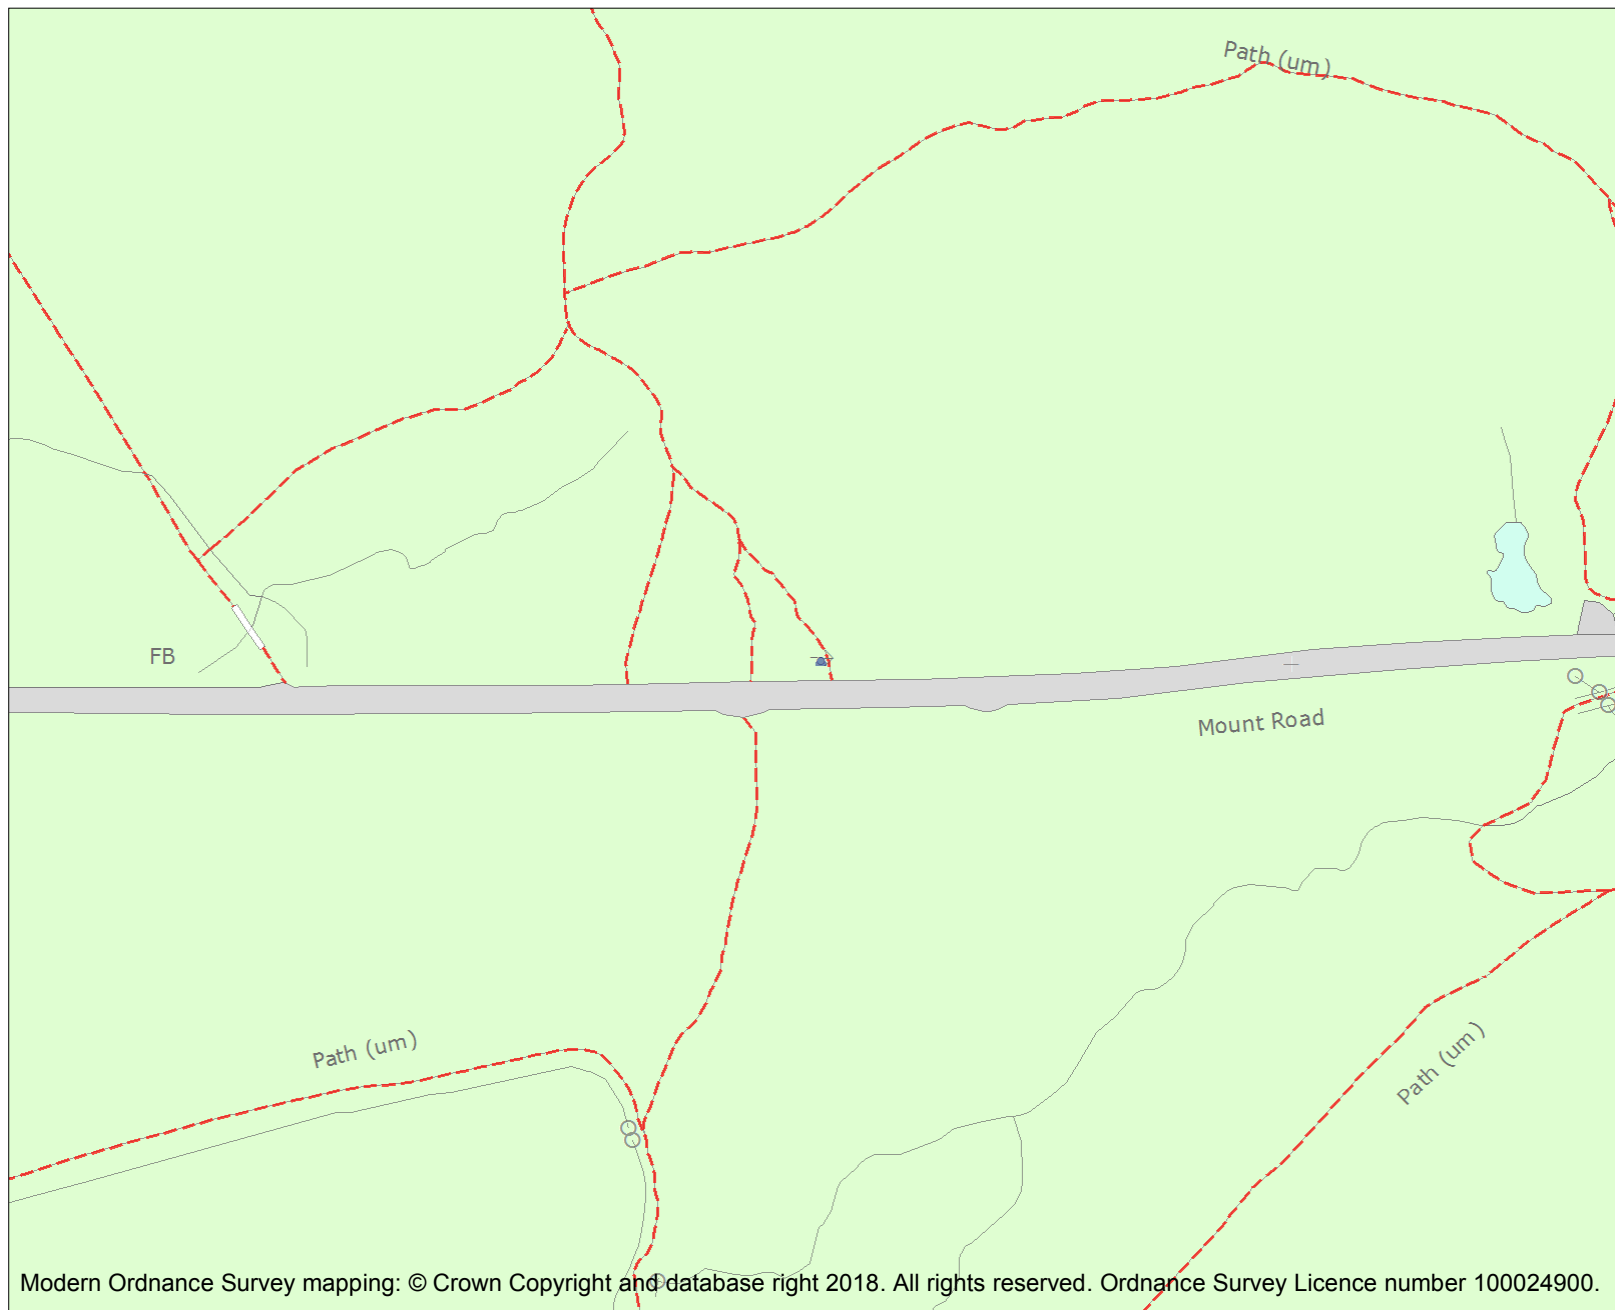 Path (um)
FB
Mount Road
Path (um)
Path (um)
Modern Ordnance Survey mapping: © Crown Copyright and database right 2018. All rights reserved. Ordnance Survey Licence number 100024900.